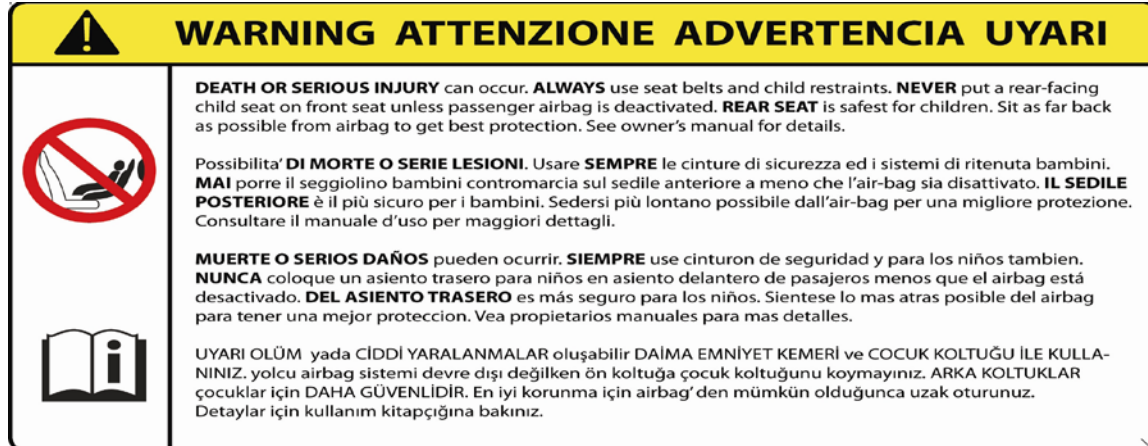 WARNING ATTENZIONE ADVERTENCIA UYARI
DEATH OR SERIOUS INJURY can occur. ALWAYS use seat belts and child restraints. NEVER put a rear-facing
child seat on front seat unless passenger airbag is deactivated. REAR SEAT is safest for children. Sit as far back
as possible from airbag to get best protection. See owner's manual for details.
Possibilita' DI MORTE O SERIE LESIONI. Usare SEMPRE le cinture di sicurezza ed i sistemi di ritenuta bambini.
MAI porre il seggiolino bambini contromarcia sul sedile anteriore a meno che l'air-bag sia disattivato. IL SEDILE
POSTERIORE è il più sicuro per i bambini. Sedersi più lontano possibile dall'air-bag per una migliore protezione.
Consultare il manuale d'uso per maggiori dettagli.
MUERTE O SERIOS DAÑOS pueden ocurrir. SIEMPRE use cinturon de seguridad y para los niños tambien.
NUNCA coloque un asiento trasero para niños en asiento delantero de pasajeros menos que el airbag está
desactivado. DEL ASIENTO TRASERO es más seguro para los niños. Sientese lo mas atras posible del airbag
para tener una mejor proteccion. Vea propietarios manuales para mas detalles.
UYARI OLÜM yada CİDDİ YARALANMALAR oluşabilir DAİMA EMNİYET KEMERİ ve COCUK KOLTUĞU İLE KULLA-
NINIZ. yolcu airbag sistemi devre dışı değilken ön koltuğa çocuk koltuğunu koymayınız. ARKA KOLTUKLAR
çocuklar için DAHA GÜVENLİDİR. En iyi korunma için airbag'den mümkün olduğunca uzak oturunuz.
Detaylar için kullanım kitapçığına bakınız.